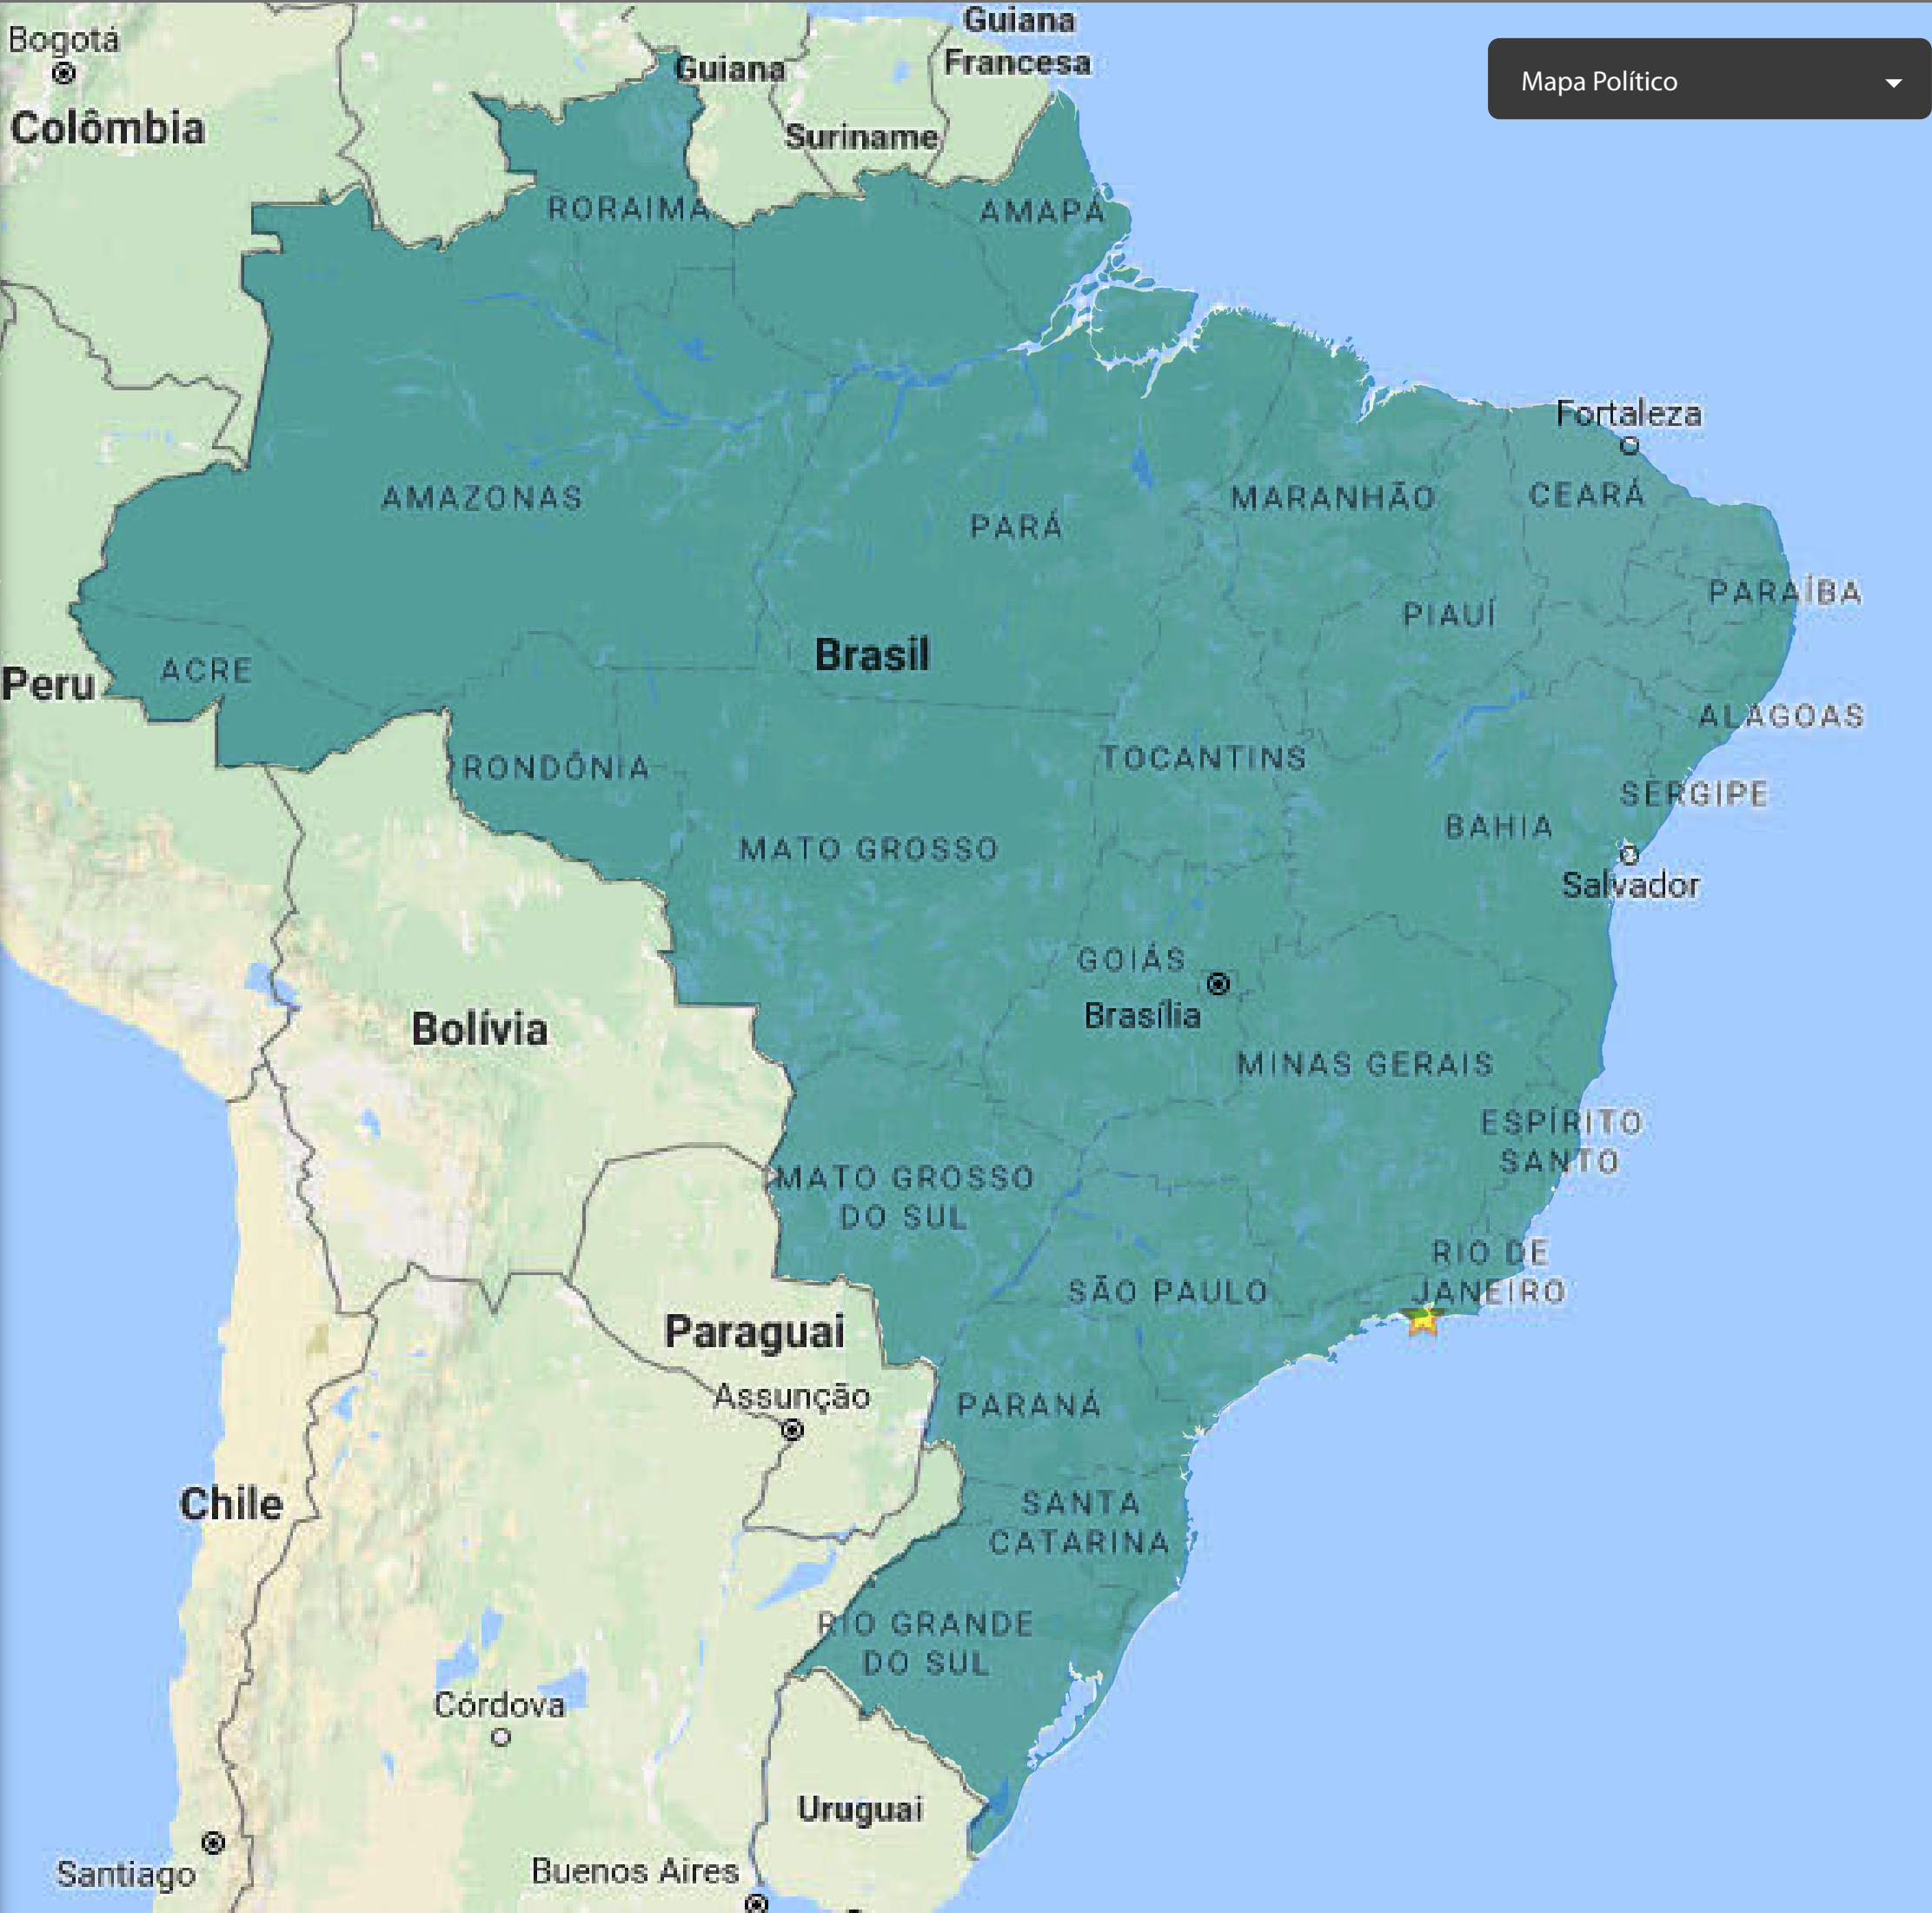 Bogotá
Colômbia
Guiana
Guiana
Francesa
Suriname
Mapa Político
RORAIMA
AMAPÁ
Fortaleza
AMAZONAS
PARÁ
MARANHÃO
CEARÁ
PARAÍBA
PIAUÍ
Brasil
ACRE
Peru
ALAGOAS
RONDÔNIA
TOCANTINS
SERGIPE
MATO GROSSO
BAHIA
Salvador
GOIÁS
Brasília
Bolívia
MINAS GERAIS
ESPÍRITO
SANTO
MATO GROSSO
DO SUL
RIO DE
JANEIRO
SÃO PAULO
Paraguai
Assunção
PARANÁ
Chile
SANTA
CATARINA
RIO GRANDE
DO SUL
Córdova
Uruguai
Santiago
Buenos Aires